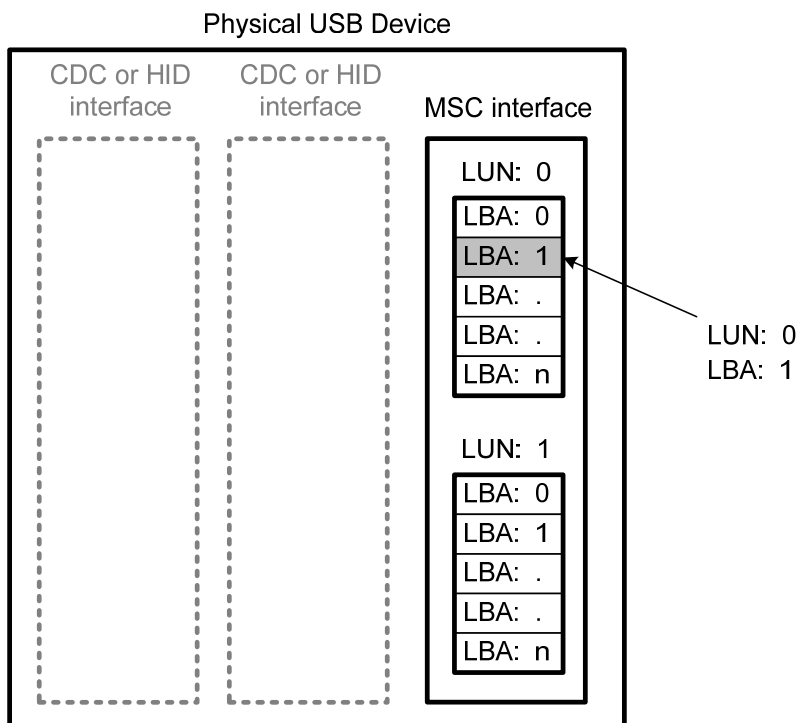 Physical USB Device
CDC or HID
interface
CDC or HID
interface
MSC interface
LUN: 0
LBA: 0
LBA: 1
LBA: .
LBA: .
LBA: n
LUN: 0
LBA: 1
LUN: 1
LBA: 0
LBA: 1
LBA: .
LBA: .
LBA: n